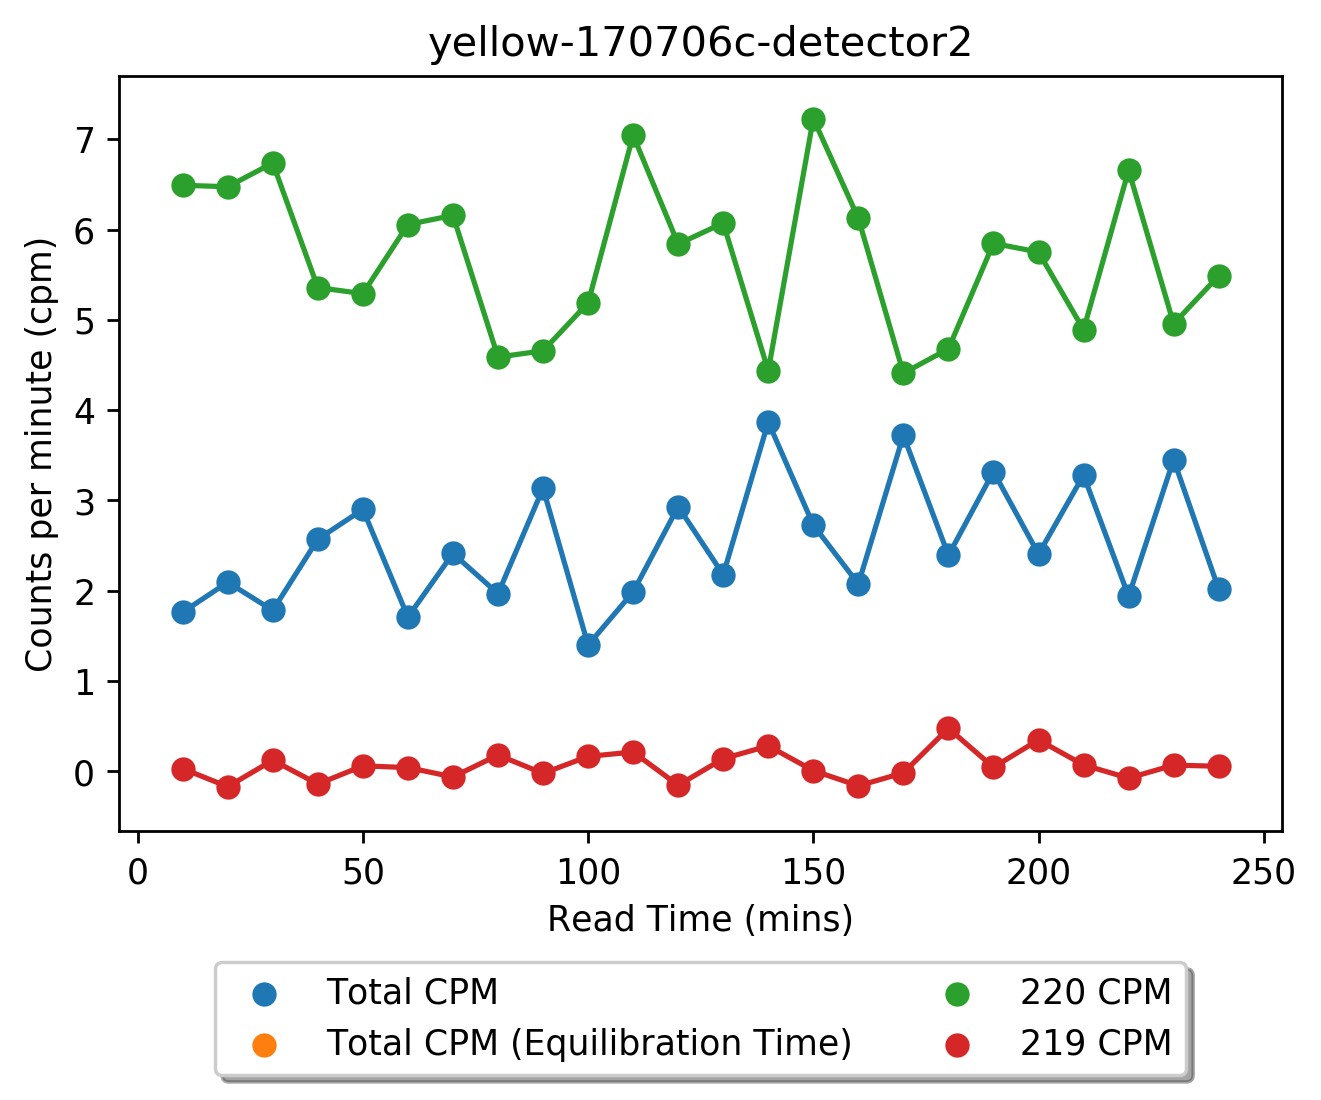 yellow-170706c-detector2
Counts per minute (cpm)
7
6
5
4
3
2
1
0
0 50 100 150 200 250
Read Time (mins)
Total CPM 220 CPM
Total CPM (Equilibration Time) 219 CPM